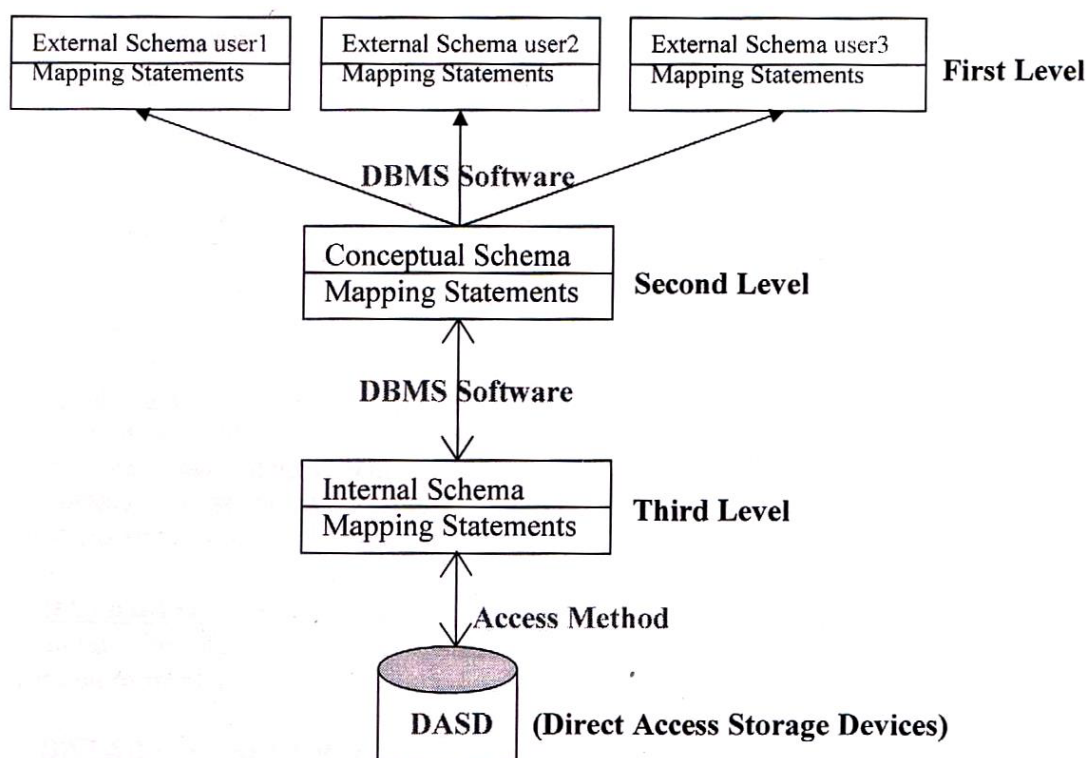 External Schema user1
Mapping Statements
External Schema user2
Mapping Statements
External Schema user3
Mapping Statements
First Level
DBMS Software
Conceptual Schema
Mapping Statements
Second Level
DBMS Software
Internal Schema
Mapping Statements
Third Level
Access Method
DASD (Direct Access Storage Devices)